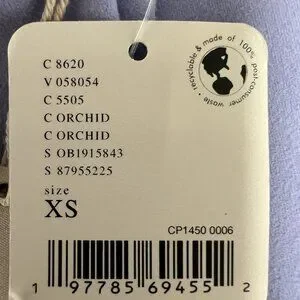 C 8620
V 058054
C 5505
C ORCHID
C ORCHID
S OB1915843
S 87955225
size
XS
recyclable & made of 100% post-consumer waste
CP1450 0006
1 97785 69455 2